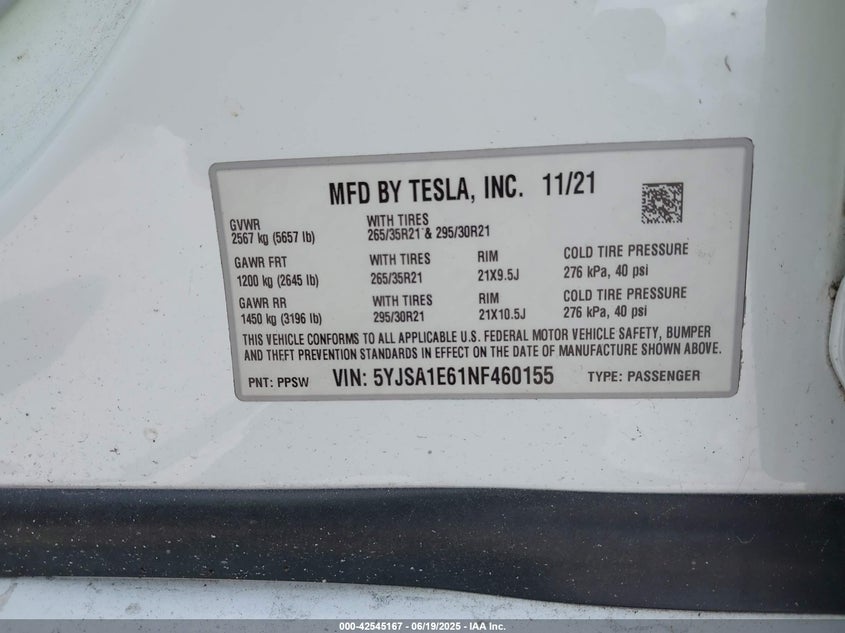 MFD BY TESLA, INC. 11/21
GVWR
2567 kg (5657 lb)
WITH TIRES
265/35R21 & 295/30R21
GAWR FRT
1200 kg (2645 lb)
WITH TIRES
265/35R21
RIM
21X9.5J
COLD TIRE PRESSURE
276 kPa, 40 psi
GAWR RR
1450 kg (3196 lb)
WITH TIRES
295/30R21
RIM
21X10.5J
COLD TIRE PRESSURE
276 kPa, 40 psi
THIS VEHICLE CONFORMS TO ALL APPLICABLE U.S. FEDERAL MOTOR VEHICLE SAFETY, BUMPER
AND THEFT PREVENTION STANDARDS IN EFFECT ON THE DATE OF MANUFACTURE SHOWN ABOVE.
PNT: PPSW VIN: 5YJSA1E61NF460155 TYPE: PASSENGER
000-42545167 - 06/19/2025 - IAA Inc.